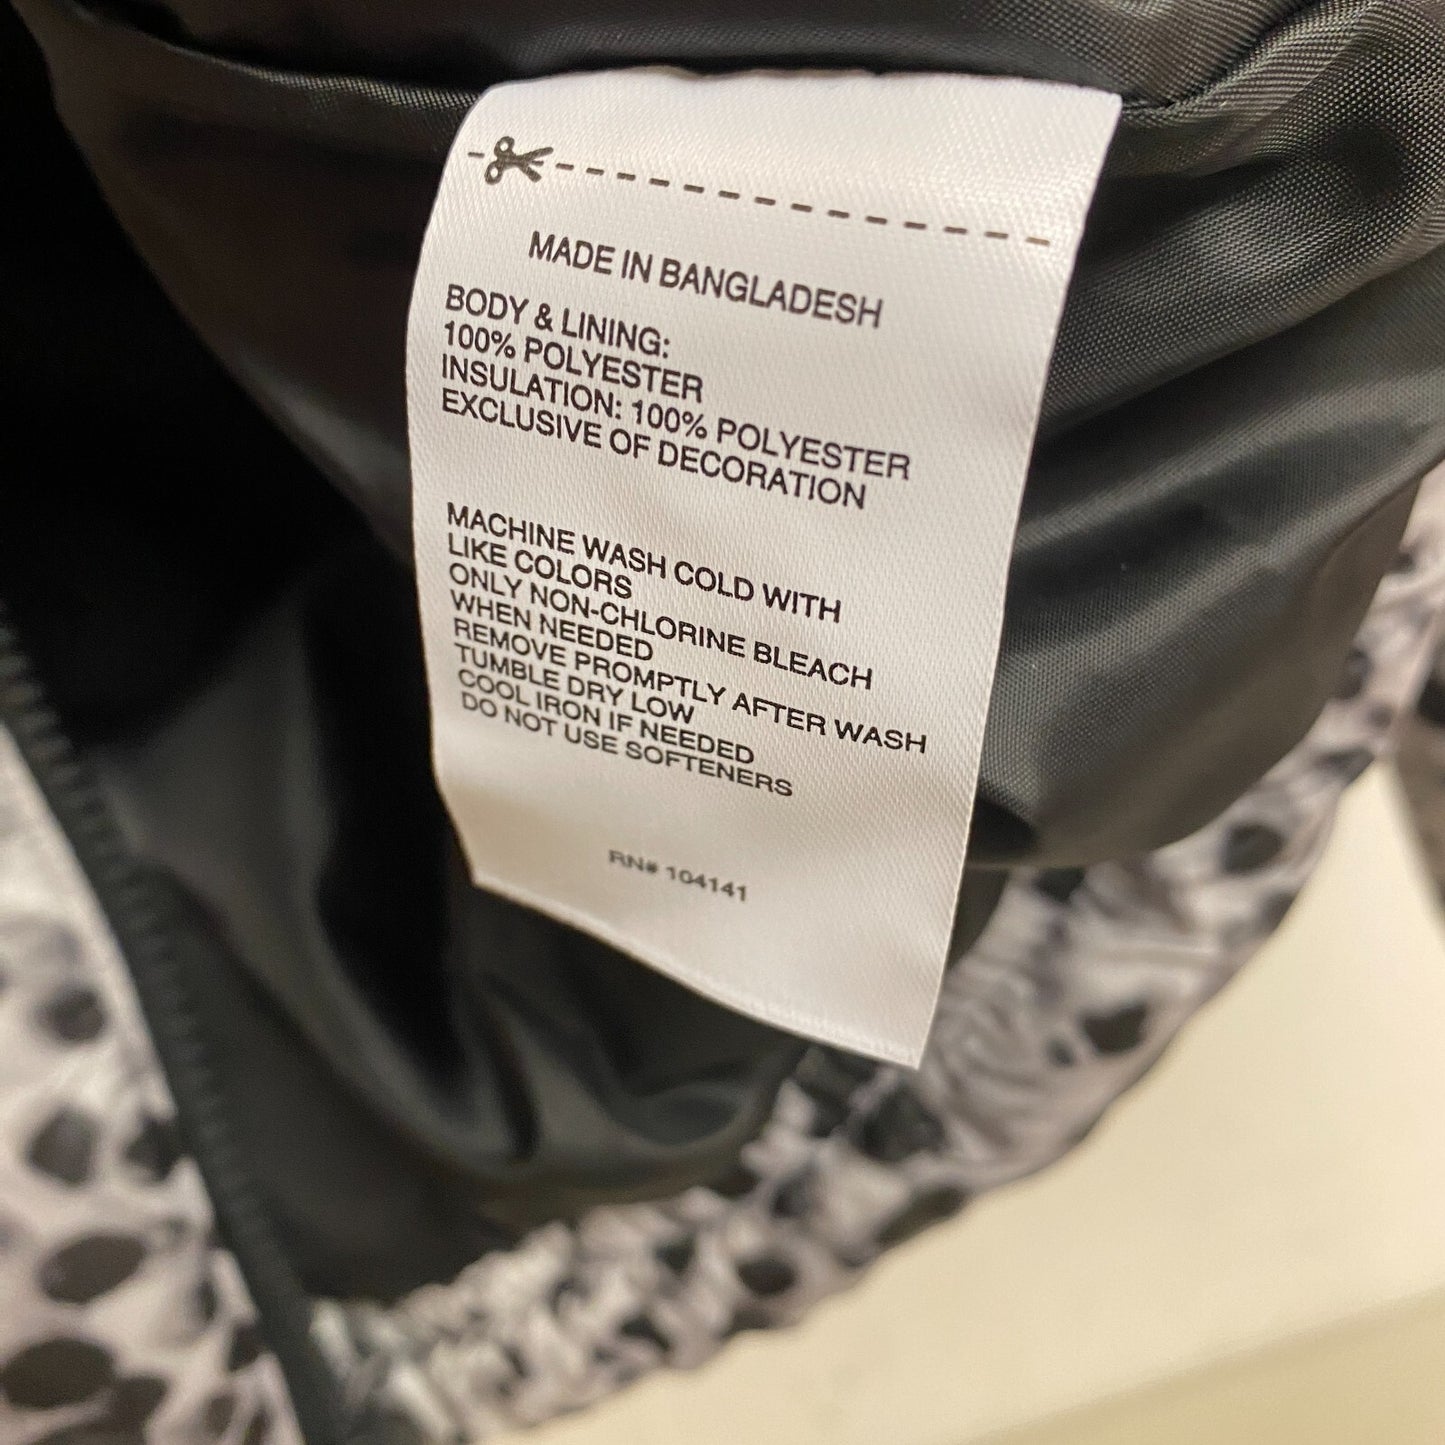 MADE IN BANGLADESH
BODY & LINING:
100% POLYESTER
INSULATION: 100% POLYESTER
EXCLUSIVE OF DECORATION
MACHINE WASH COLD WITH
LIKE COLORS
ONLY NON-CHLORINE BLEACH
WHEN NEEDED
REMOVE PROMPTLY AFTER WASH
TUMBLE DRY LOW
COOL IRON IF NEEDED
DO NOT USE SOFTENERS
RN# 104141